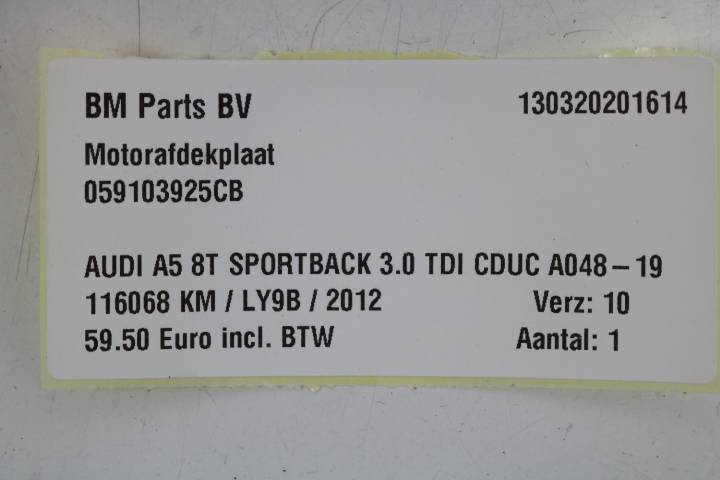 BM Parts BV 130320201614
Motorafdekplaat
059103925CB
AUDI A5 8T SPORTBACK 3.0 TDI CDUC A048-19
116068 KM / LY9B / 2012 Verz: 10
59.50 Euro incl. BTW Aantal: 1